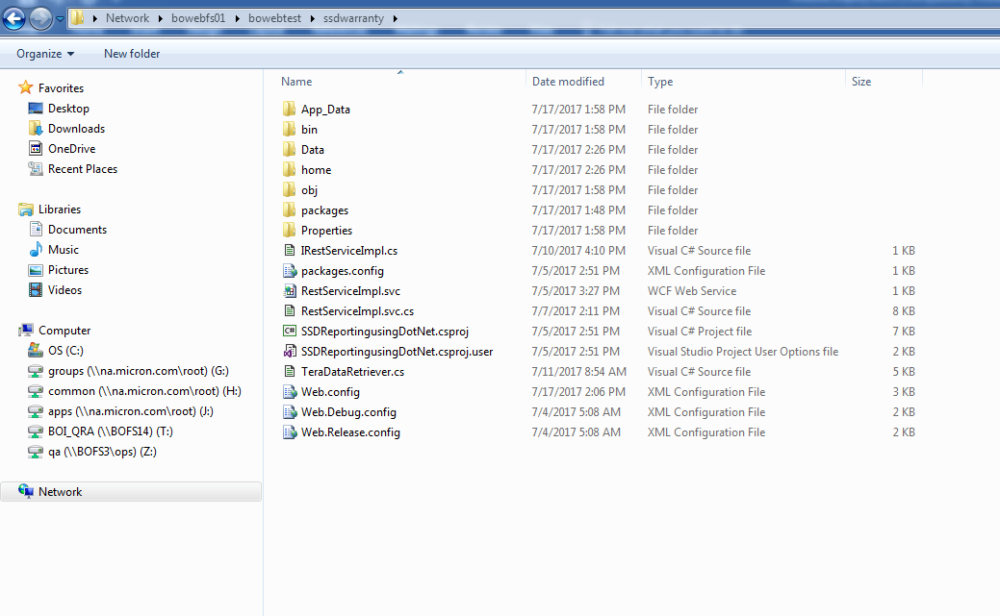 Network bowebfs01 bowebtest ssdwarranty
Organize New folder
Favorites
Desktop
Downloads
OneDrive
Recent Places
Libraries
Documents
Music
Pictures
Videos
Computer
OS (C:)
groups (\\na.micron.com\root) (G:)
common (\\na.micron.com\root) (H:)
apps (\\na.micron.com\root) (J:)
BOI_QRA (\\BOFS14) (T:)
qa (\\BOFS3\ops) (Z:)
Network
Name Date modified Type Size
App_Data 7/17/2017 1:58 PM File folder
bin 7/17/2017 1:58 PM File folder
Data 7/17/2017 2:26 PM File folder
home 7/17/2017 2:26 PM File folder
obj 7/17/2017 1:58 PM File folder
packages 7/17/2017 1:48 PM File folder
Properties 7/17/2017 1:58 PM File folder
IRestServiceImpl.cs 7/10/2017 4:10 PM Visual C# Source file 1 KB
packages.config 7/5/2017 2:51 PM XML Configuration File 1 KB
RestServiceImpl.svc 7/5/2017 3:27 PM WCF Web Service 1 KB
RestServiceImpl.svc.cs 7/7/2017 2:11 PM Visual C# Source file 8 KB
C# SSDReportingusingDotNet.csproj 7/5/2017 2:51 PM Visual C# Project file 7 KB
SSDReportingusingDotNet.csproj.user 7/5/2017 2:51 PM Visual Studio Project User Options file 2 KB
TeraDataRetriever.cs 7/11/2017 8:54 AM Visual C# Source file 5 KB
Web.config 7/17/2017 2:06 PM XML Configuration File 3 KB
Web.Debug.config 7/4/2017 5:08 AM XML Configuration File 2 KB
Web.Release.config 7/4/2017 5:08 AM XML Configuration File 2 KB